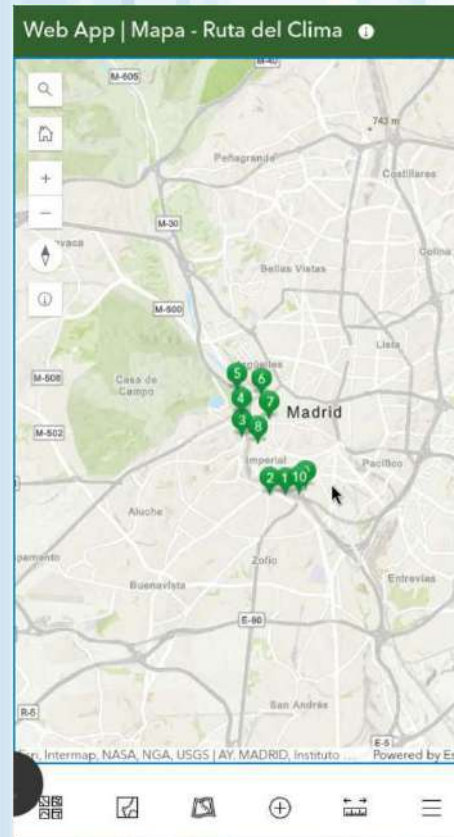 Web App | Mapa - Ruta del Clima
M-605
M-40
743 m
Peñagrande
Costillares
M-30
Colina
Bellas Vistas
M-500
Lista
M-508
Casa de
Campo
5
6
4
7
Madrid
3
8
M-502
Imperial
Pacífico
2
1
10
Aluche
Zofío
Entrevías
Buenavista
E-90
San Andrés
R-5
E-5
Esri, Intermap, NASA, NGA, USGS | AY. MADRID, Instituto ...
Powered by Es